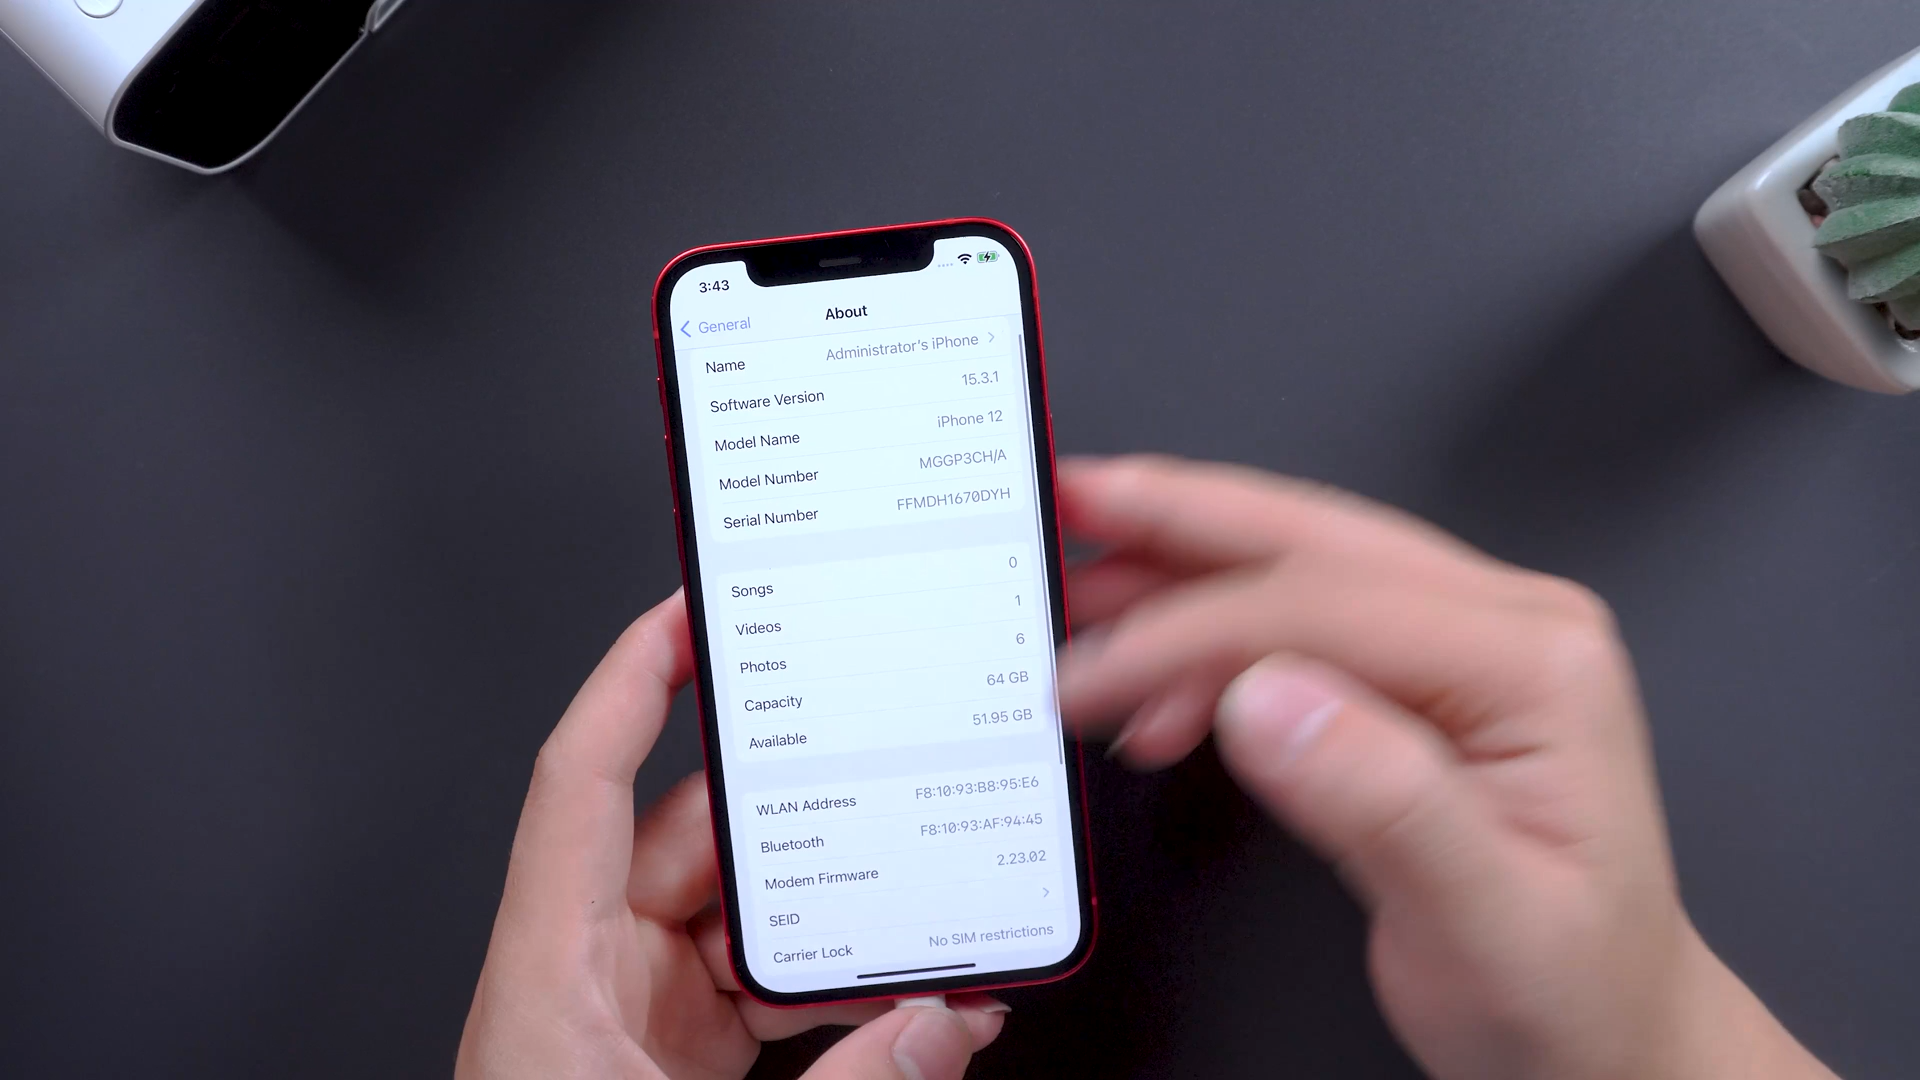 3:43
General
About
Name Administrator's iPhone
Software Version 15.3.1
Model Name iPhone 12
Model Number MGGP3CH/A
Serial Number FFMDH1670DYH
Songs 0
Videos 1
Photos 6
Capacity 64 GB
Available 51.95 GB
WLAN Address F8:10:93:B8:95:E6
Bluetooth F8:10:93:AF:94:45
Modem Firmware 2.23.02
SEID
Carrier Lock No SIM restrictions